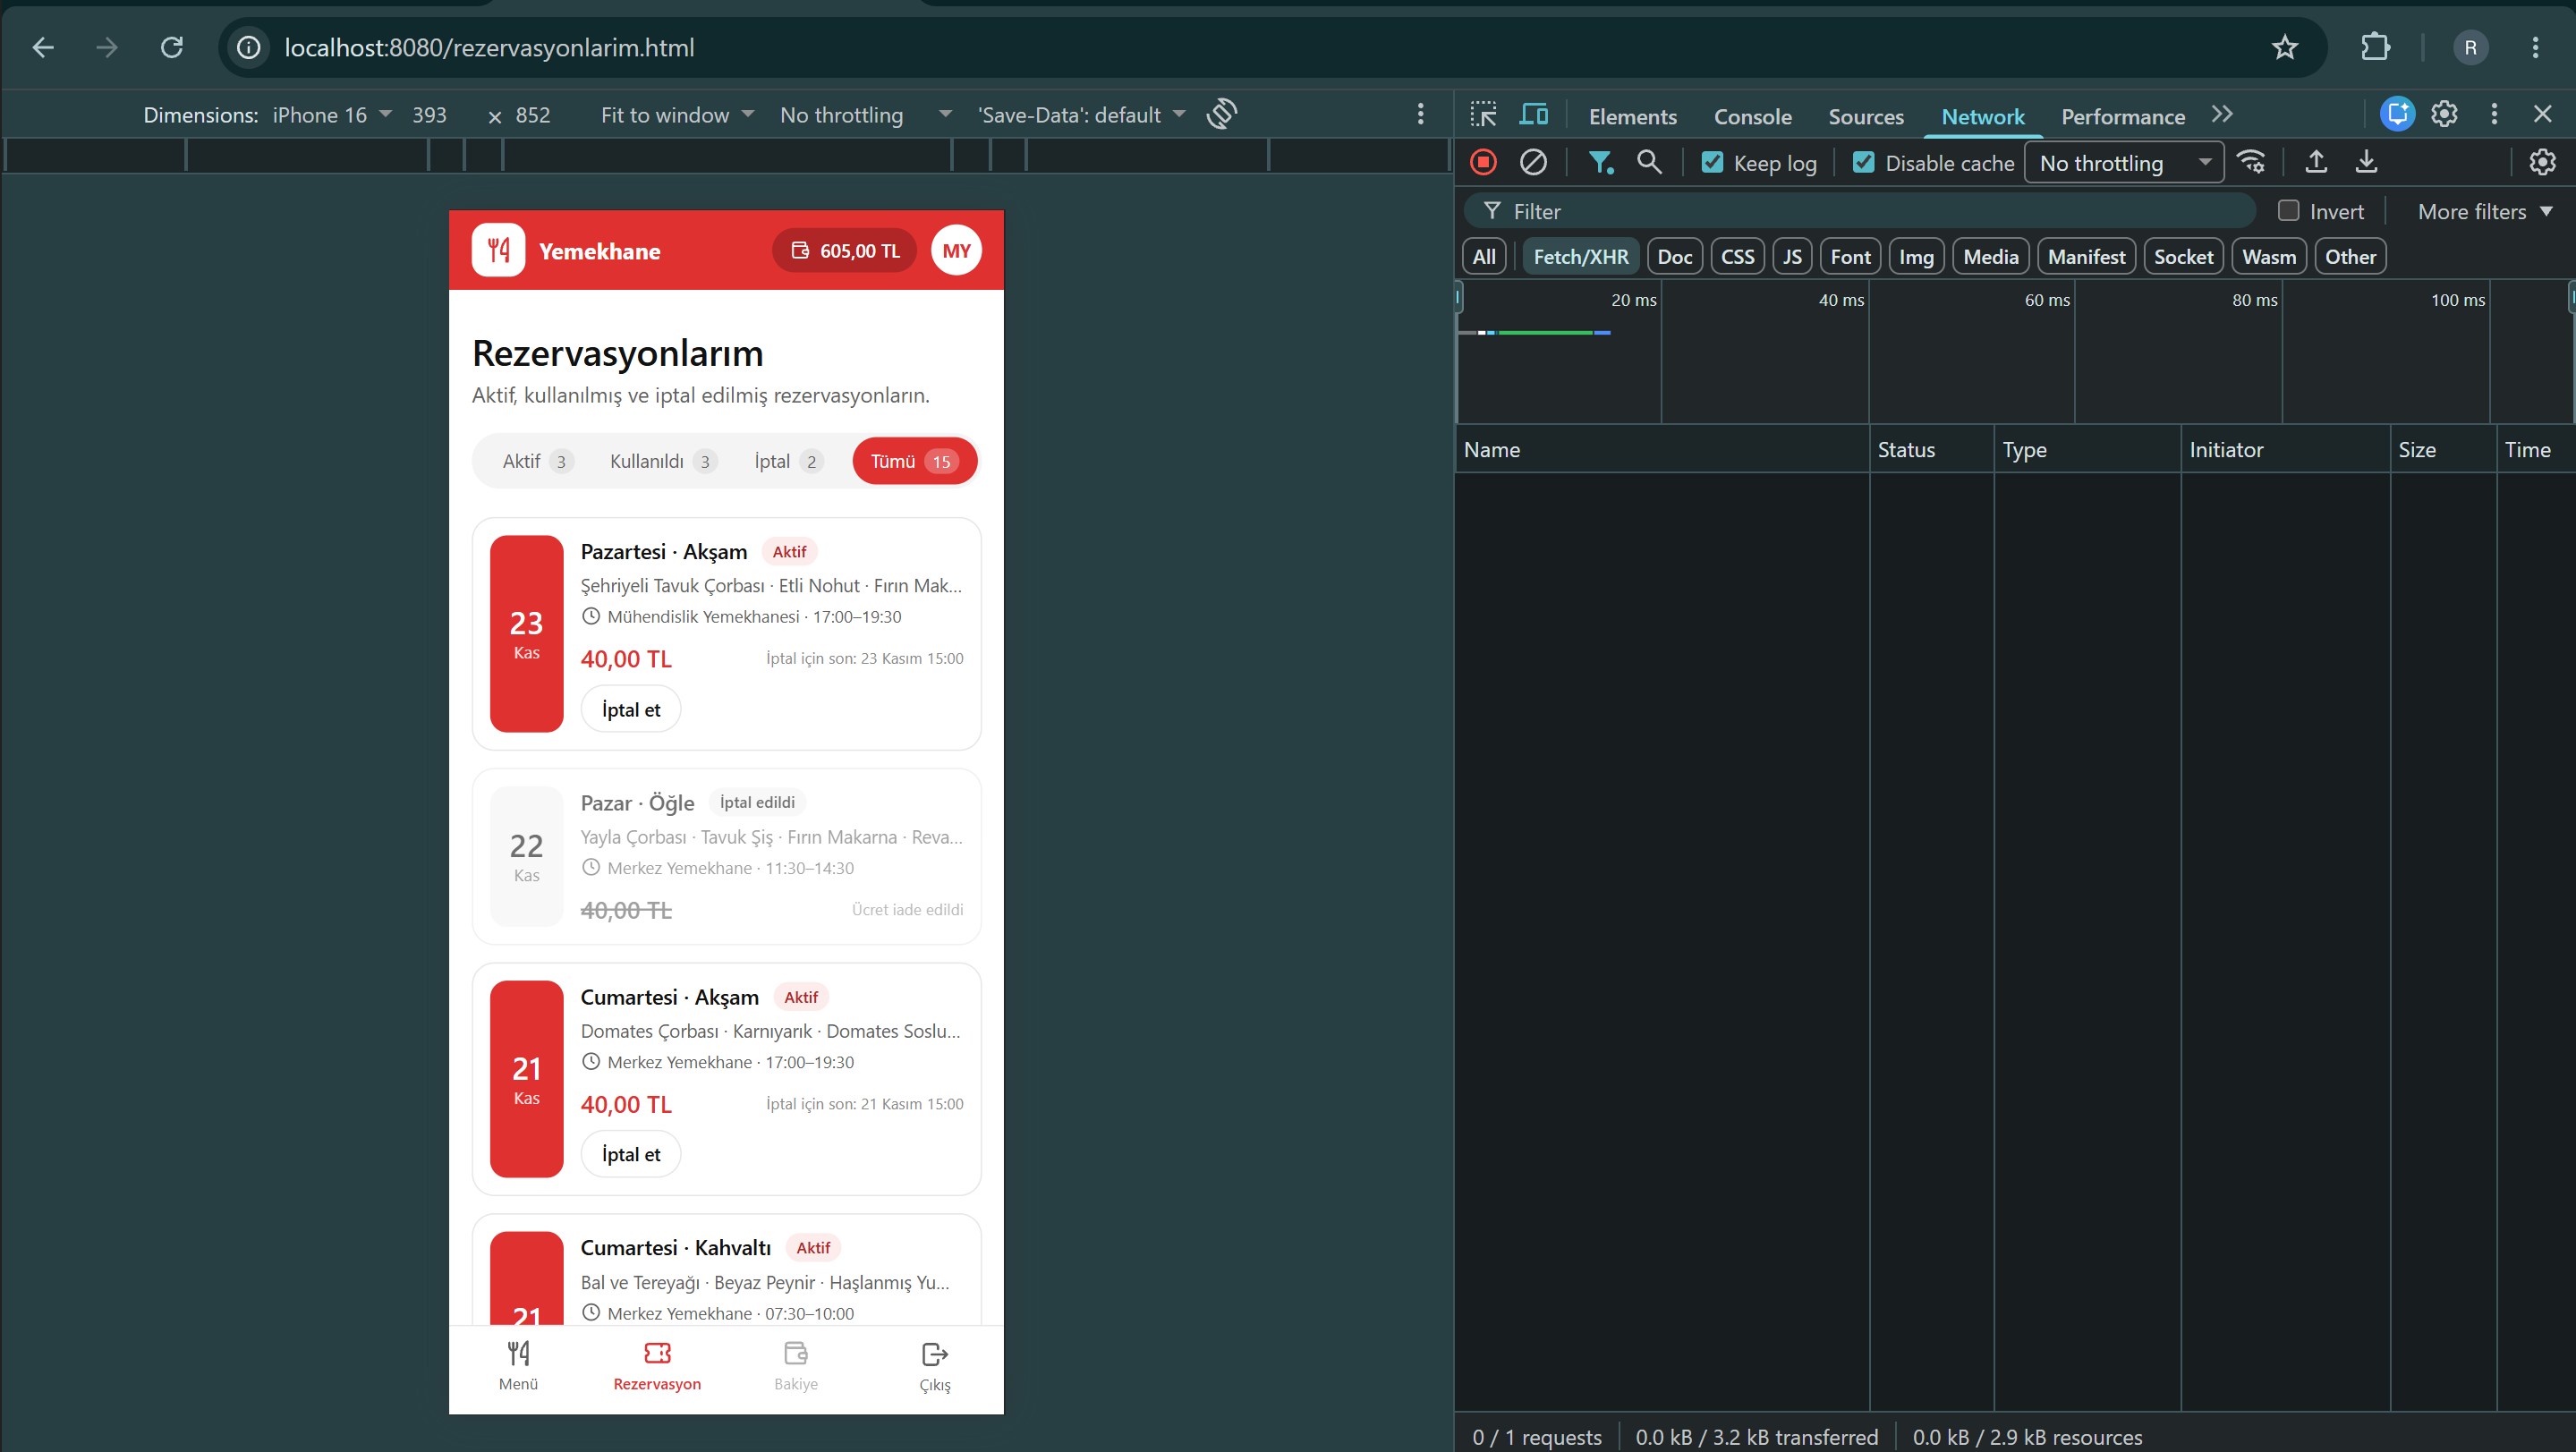 localhost:8080/rezervasyonlarim.html
R
Dimensions: iPhone 16 393 × 852 Fit to window No throttling 'Save-Data': default
Yemekhane 605,00 TL MY
Rezervasyonlarım
Aktif, kullanılmış ve iptal edilmiş rezervasyonların.
Aktif 3 Kullanıldı 3 İptal 2 Tümü 15
23
Kas
Pazartesi · Akşam Aktif
Şehriyeli Tavuk Çorbası · Etli Nohut · Fırın Mak...
Mühendislik Yemekhanesi · 17:00–19:30
40,00 TL İptal için son: 23 Kasım 15:00
İptal et
22
Kas
Pazar · Öğle İptal edildi
Yayla Çorbası · Tavuk Şiş · Fırın Makarna · Reva...
Merkez Yemekhane · 11:30–14:30
40,00 TL Ücret iade edildi
21
Kas
Cumartesi · Akşam Aktif
Domates Çorbası · Karnıyarık · Domates Soslu...
Merkez Yemekhane · 17:00–19:30
40,00 TL İptal için son: 21 Kasım 15:00
İptal et
21
Cumartesi · Kahvaltı Aktif
Bal ve Tereyağı · Beyaz Peynir · Haşlanmış Yu...
Merkez Yemekhane · 07:30–10:00
Menü Rezervasyon Bakiye Çıkış
Elements Console Sources Network Performance
Keep log Disable cache No throttling
Filter Invert More filters
All Fetch/XHR Doc CSS JS Font Img Media Manifest Socket Wasm Other
20 ms 40 ms 60 ms 80 ms 100 ms
Name Status Type Initiator Size Time
0 / 1 requests 0.0 kB / 3.2 kB transferred 0.0 kB / 2.9 kB resources